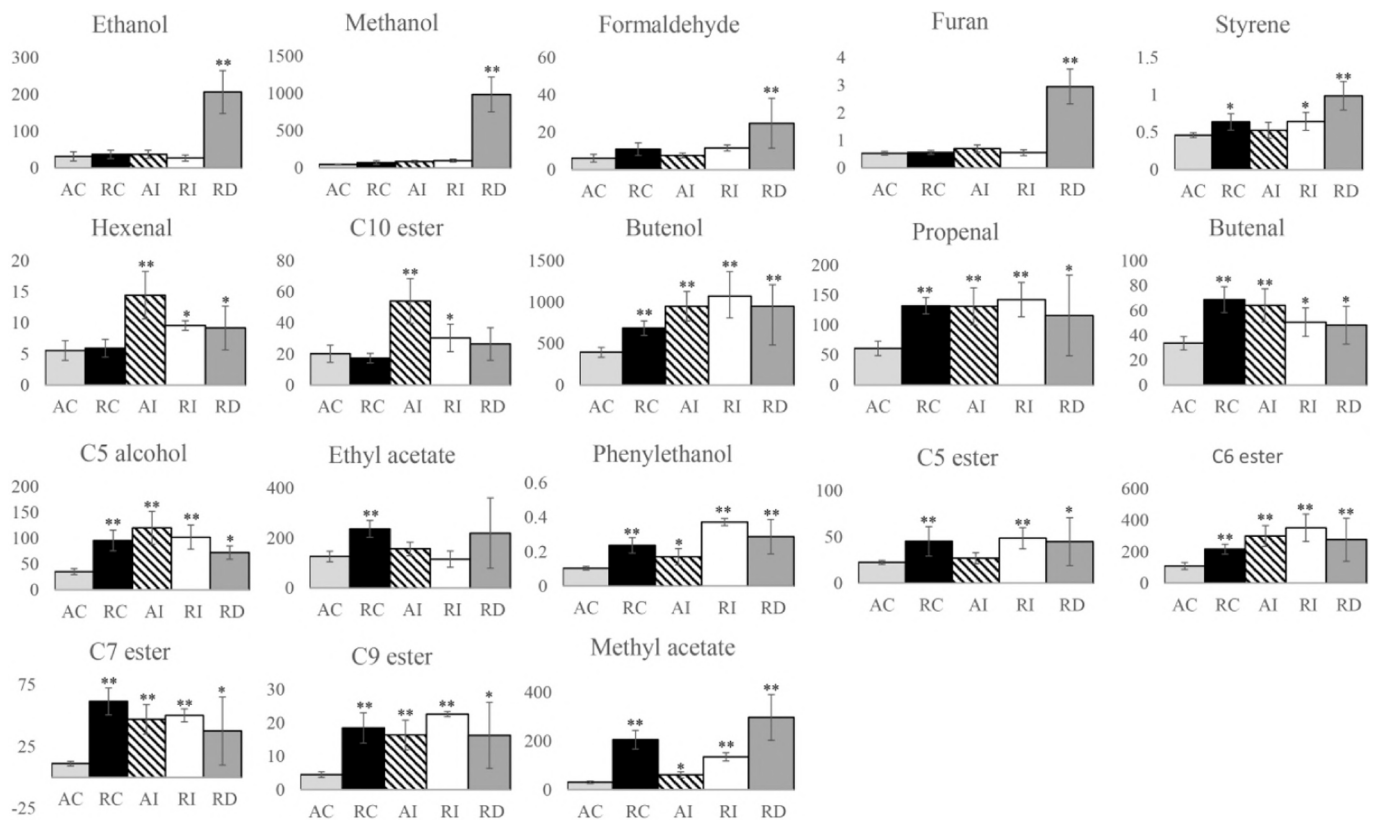 Ethanol
300
200
100
0
**
AC RC AI RI RD
Methanol
1500
1000
500
0
**
AC RC AI RI RD
Formaldehyde
60
40
20
0
**
AC RC AI RI RD
Furan
4
3
2
1
0
**
AC RC AI RI RD
Styrene
1.5
1
0.5
0
* * **
AC RC AI RI RD
Hexenal
20
15
10
5
0
** * *
AC RC AI RI RD
C10 ester
80
60
40
20
0
** *
AC RC AI RI RD
Butenol
1500
1000
500
0
** ** ** **
AC RC AI RI RD
Propenal
200
150
100
50
0
** ** ** *
AC RC AI RI RD
Butenal
100
80
60
40
20
0
** ** * *
AC RC AI RI RD
C5 alcohol
200
150
100
50
0
** ** ** *
AC RC AI RI RD
Ethyl acetate
400
200
0
**
AC RC AI RI RD
Phenylethanol
0.6
0.4
0.2
0
** * ** **
AC RC AI RI RD
C5 ester
100
50
0
** ** *
AC RC AI RI RD
C6 ester
600
400
200
0
** ** ** **
AC RC AI RI RD
C7 ester
75
25
-25
** ** ** *
AC RC AI RI RD
C9 ester
30
20
10
0
** ** ** *
AC RC AI RI RD
Methyl acetate
400
200
0
** * ** **
AC RC AI RI RD